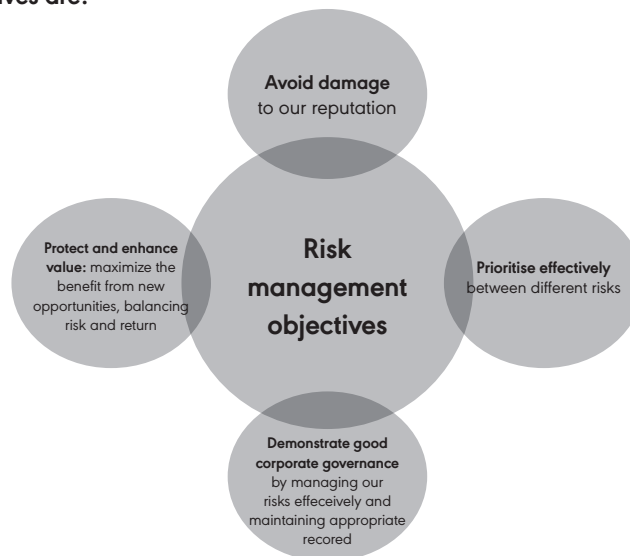 Avoid damage
to our reputation
Protect and enhance
value: maximize the
benefit from new
opportunities, balancing
risk and return
Risk
management
objectives
Prioritise effectively
between different risks
Demonstrate good
corporate governance
by managing our
risks effeceively and
maintaining appropriate
recored